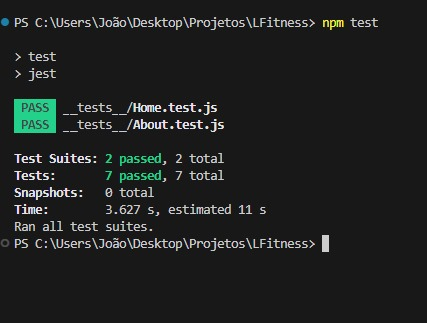 PS C:\Users\João\Desktop\Projetos\LFitness> npm test
> test
> jest
PASS __tests__/Home.test.js
PASS __tests__/About.test.js
Test Suites: 2 passed, 2 total
Tests: 7 passed, 7 total
Snapshots: 0 total
Time: 3.627 s, estimated 11 s
Ran all test suites.
PS C:\Users\João\Desktop\Projetos\LFitness>